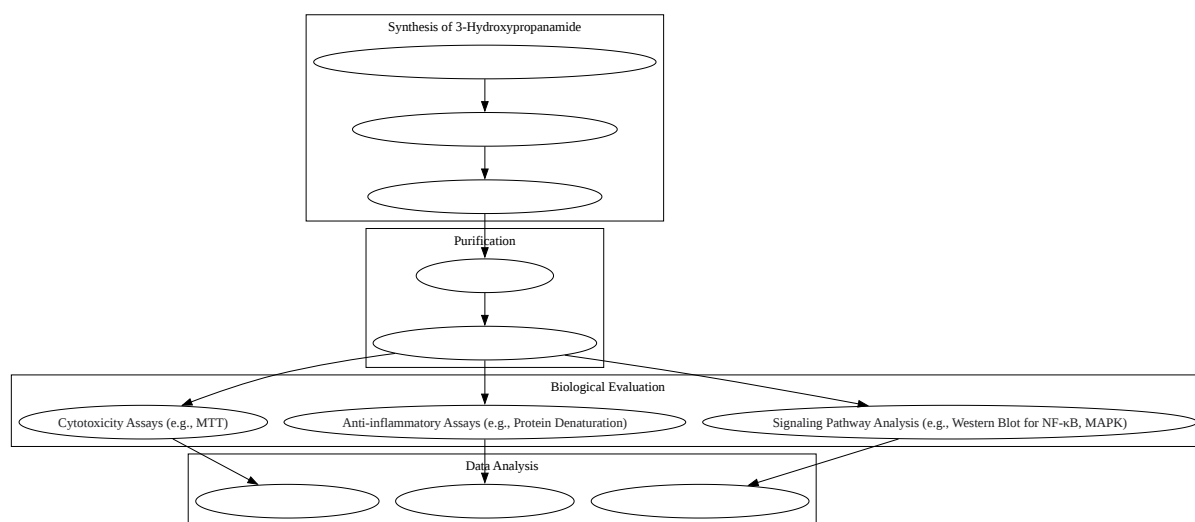 Synthesis of 3-Hydroxypropanamide
Purification
Biological Evaluation
Cytotoxicity Assays (e.g., MTT)
Anti-inflammatory Assays (e.g., Protein Denaturation)
Signaling Pathway Analysis (e.g., Western Blot for NF-κB, MAPK)
Data Analysis